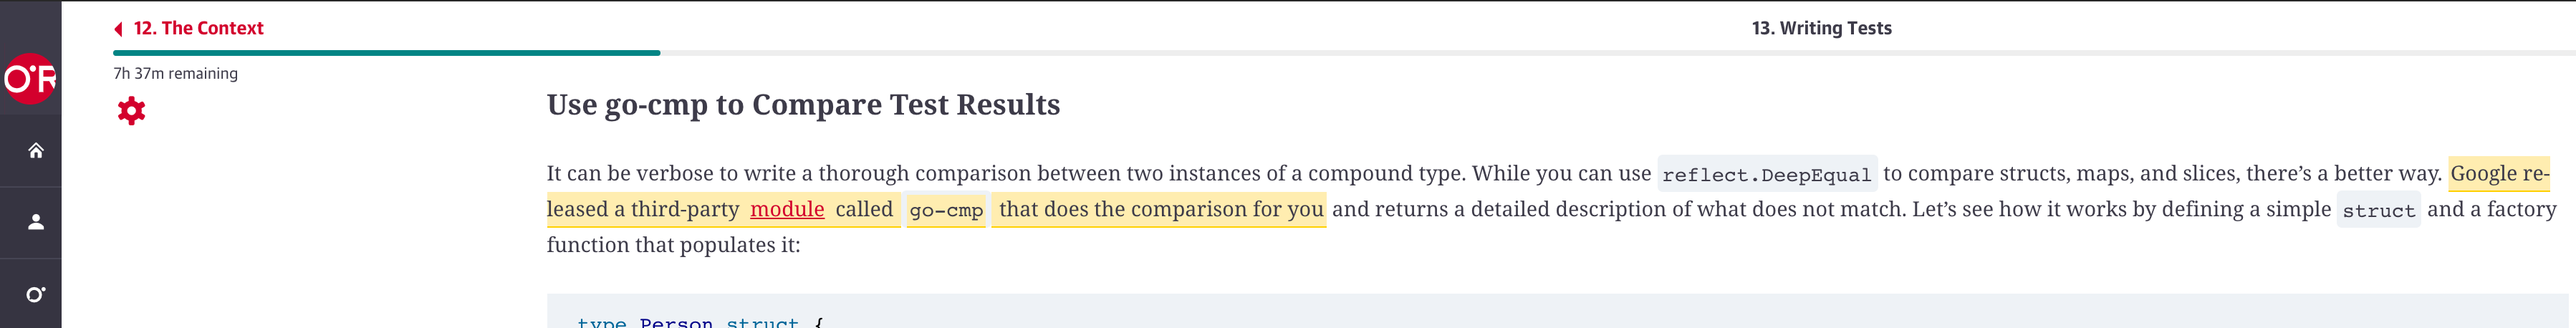 12. The Context
13. Writing Tests
7h 37m remaining
O'R
Use go-cmp to Compare Test Results
It can be verbose to write a thorough comparison between two instances of a compound type. While you can use reflect.DeepEqual to compare structs, maps, and slices, there’s a better way. Google re-
leased a third-party module called go-cmp that does the comparison for you and returns a detailed description of what does not match. Let’s see how it works by defining a simple struct and a factory
function that populates it:
type Person struct {